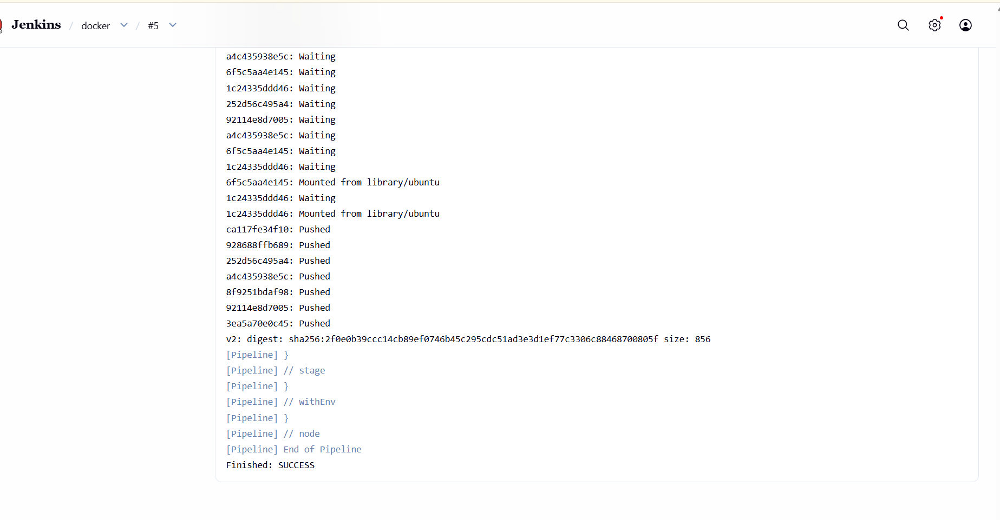 Jenkins / docker / #5
a4c435938e5c: Waiting
6f5c5aa4e145: Waiting
1c24335ddd46: Waiting
252d56c495a4: Waiting
92114e8d7005: Waiting
a4c435938e5c: Waiting
6f5c5aa4e145: Waiting
1c24335ddd46: Waiting
6f5c5aa4e145: Mounted from library/ubuntu
1c24335ddd46: Waiting
1c24335ddd46: Mounted from library/ubuntu
ca117fe34f10: Pushed
928688ffb689: Pushed
252d56c495a4: Pushed
a4c435938e5c: Pushed
8f9251bdaf98: Pushed
92114e8d7005: Pushed
3ea5a70e0c45: Pushed
v2: digest: sha256:2f0e0b39ccc14cb89ef0746b45c295cdc51ad3e3d1ef77c3306c88468700805f size: 856
[Pipeline] }
[Pipeline] // stage
[Pipeline] }
[Pipeline] // withEnv
[Pipeline] }
[Pipeline] // node
[Pipeline] End of Pipeline
Finished: SUCCESS